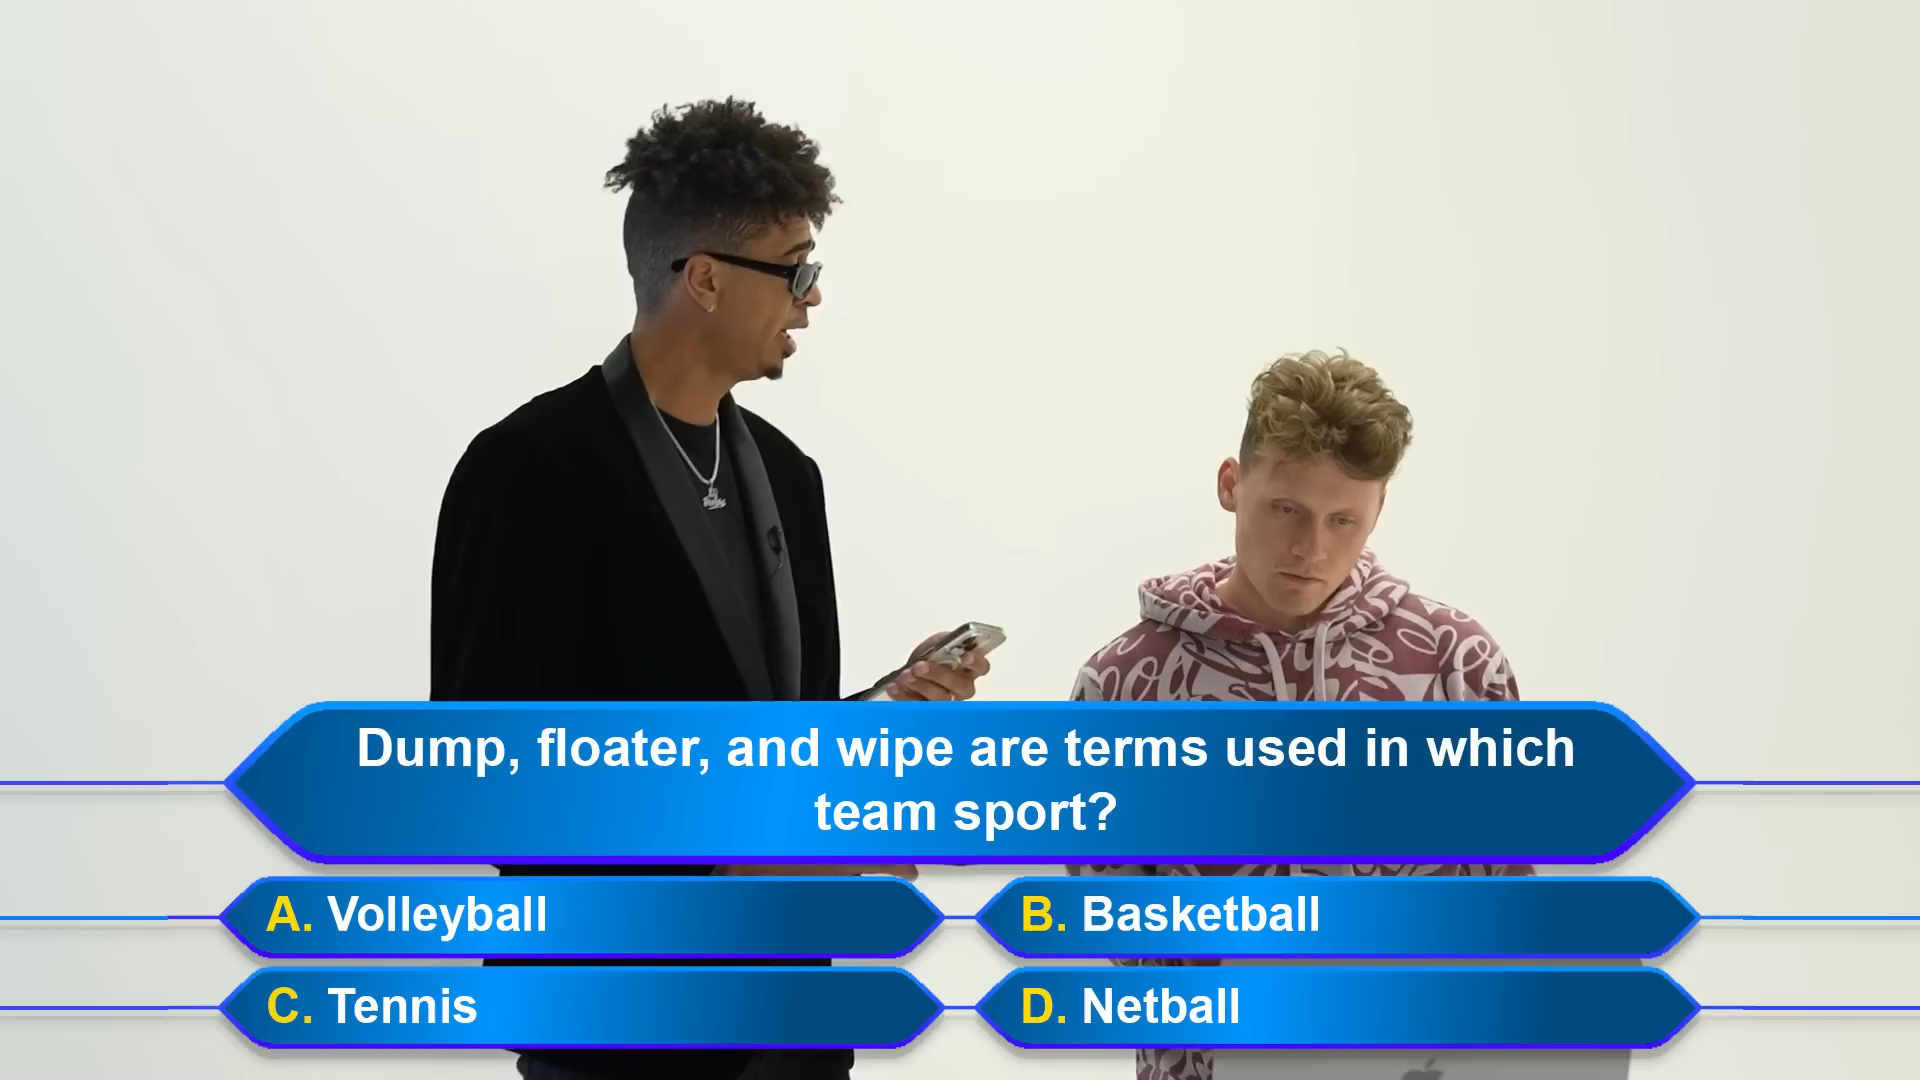 Dump, floater, and wipe are terms used in which
team sport?
A. Volleyball
B. Basketball
C. Tennis
D. Netball